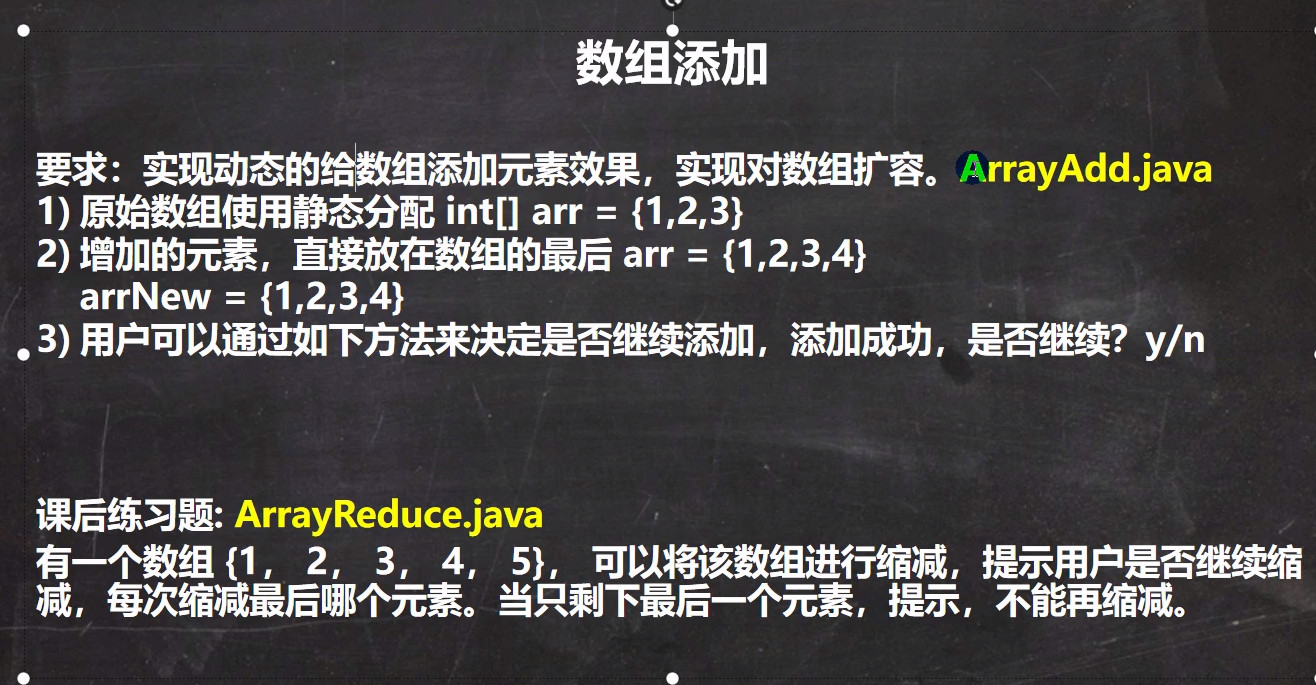 数组添加
要求：实现动态的给数组添加元素效果，实现对数组扩容。ArrayAdd.java
1) 原始数组使用静态分配 int[] arr = {1,2,3}
2) 增加的元素，直接放在数组的最后 arr = {1,2,3,4}
arrNew = {1,2,3,4}
3) 用户可以通过如下方法来决定是否继续添加，添加成功，是否继续？y/n
课后练习题: ArrayReduce.java
有一个数组 {1， 2， 3， 4， 5}， 可以将该数组进行缩减，提示用户是否继续缩
减，每次缩减最后哪个元素。当只剩下最后一个元素，提示，不能再缩减。